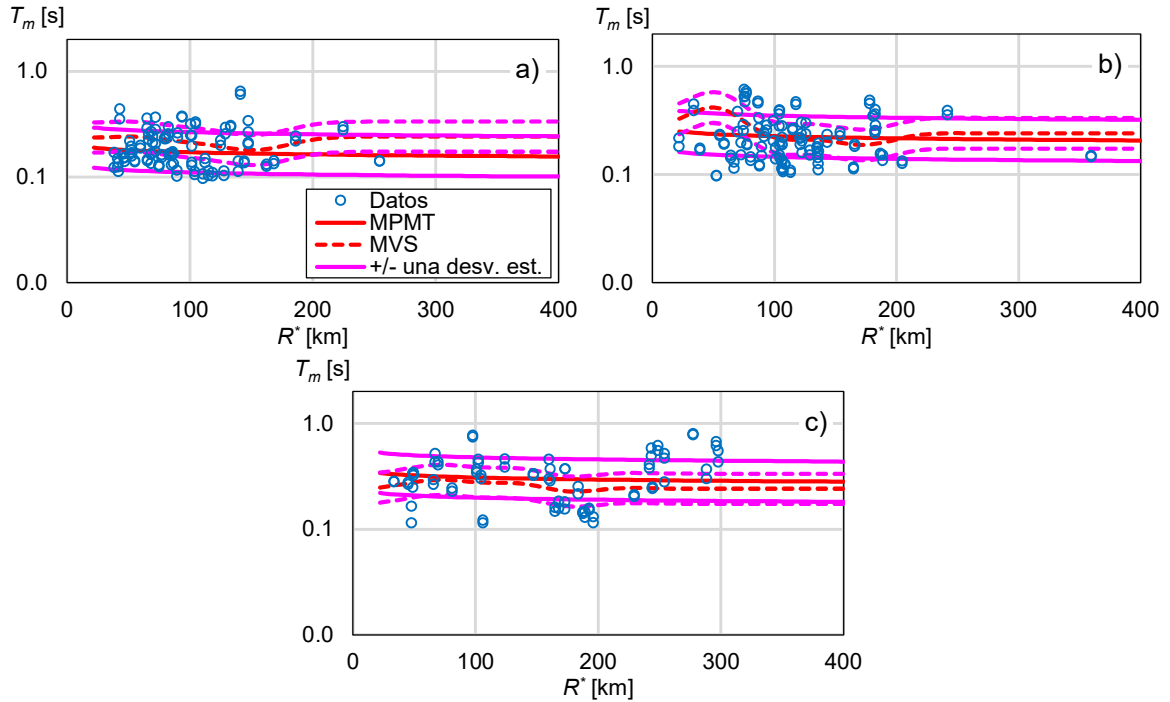 Tm [s]
1.0
0.1
0.0
a)
Datos
MPMT
MVS
+/- una desv. est.
0 100 200 300 400
R* [km]
Tm [s]
1.0
0.1
0.0
b)
0 100 200 300 400
R* [km]
Tm [s]
1.0
0.1
0.0
c)
0 100 200 300 400
R* [km]